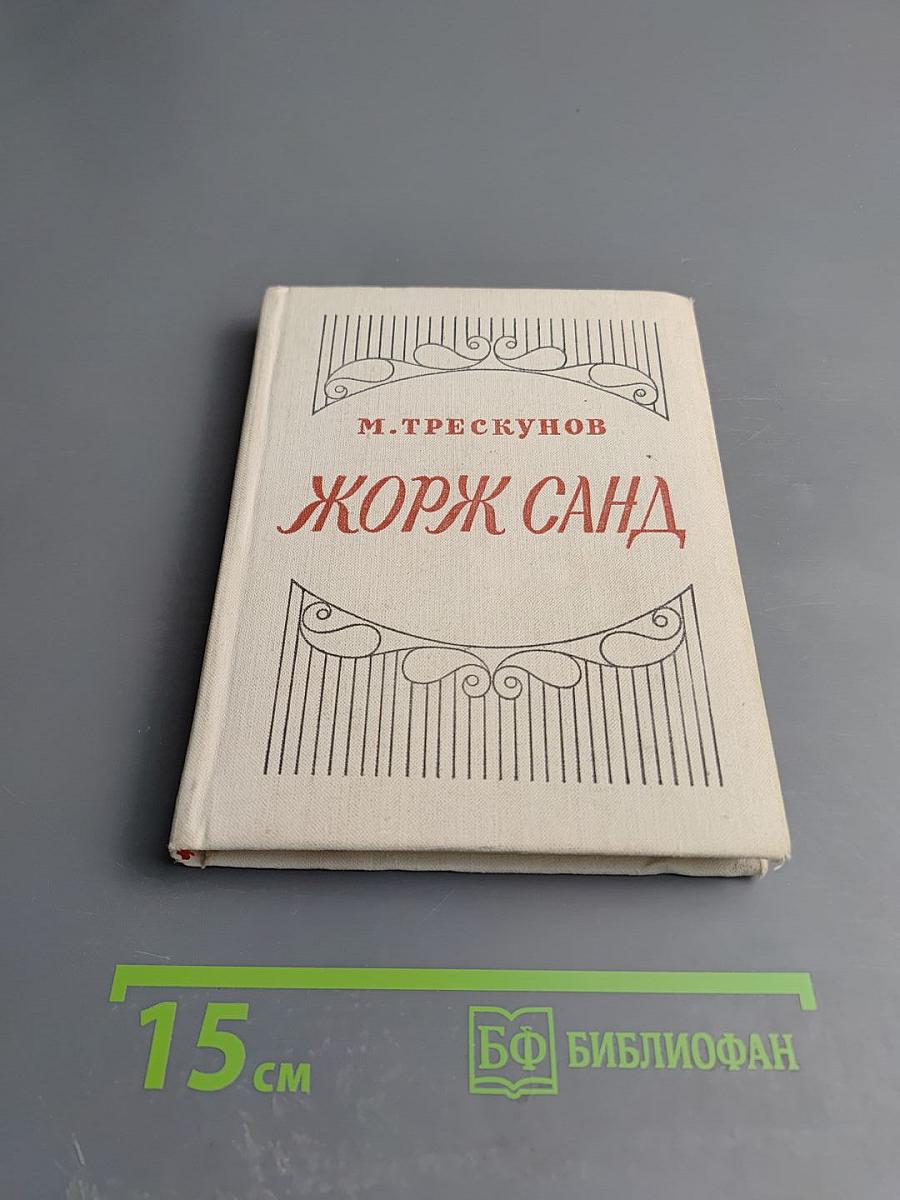 М. ТРЕСКУНОВ
ЖОРЖ САНД
15 см
БФ БИБЛИОФАН